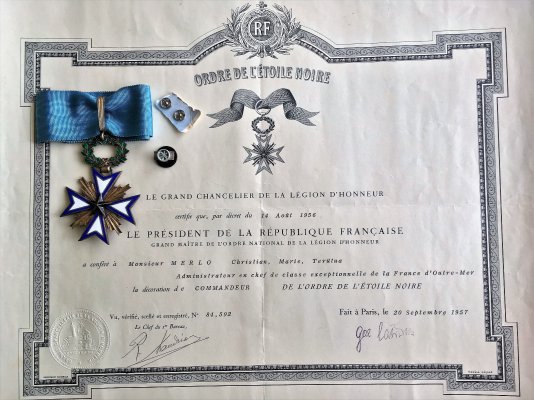 RF
ORDRE DE L'ÉTOILE NOIRE
LE GRAND CHANCELIER DE LA LÉGION D'HONNEUR
certifie que, par décret du 14 Août 1956
LE PRÉSIDENT DE LA RÉPUBLIQUE FRANÇAISE
GRAND MAÎTRE DE L'ORDRE NATIONAL DE LA LÉGION D'HONNEUR
a conféré à Monsieur MERLO Christian, Marie,
Administrateur en chef de classe exceptionnelle de la France d'Outre-Mer
la décoration de COMMANDEUR DE L'ORDRE DE L'ÉTOILE NOIRE
Vu, vérifié, scellé et enregistré, N° 84,592
Fait à Paris, le 20 Septembre 1957
Le Chef du 1er Bureau,